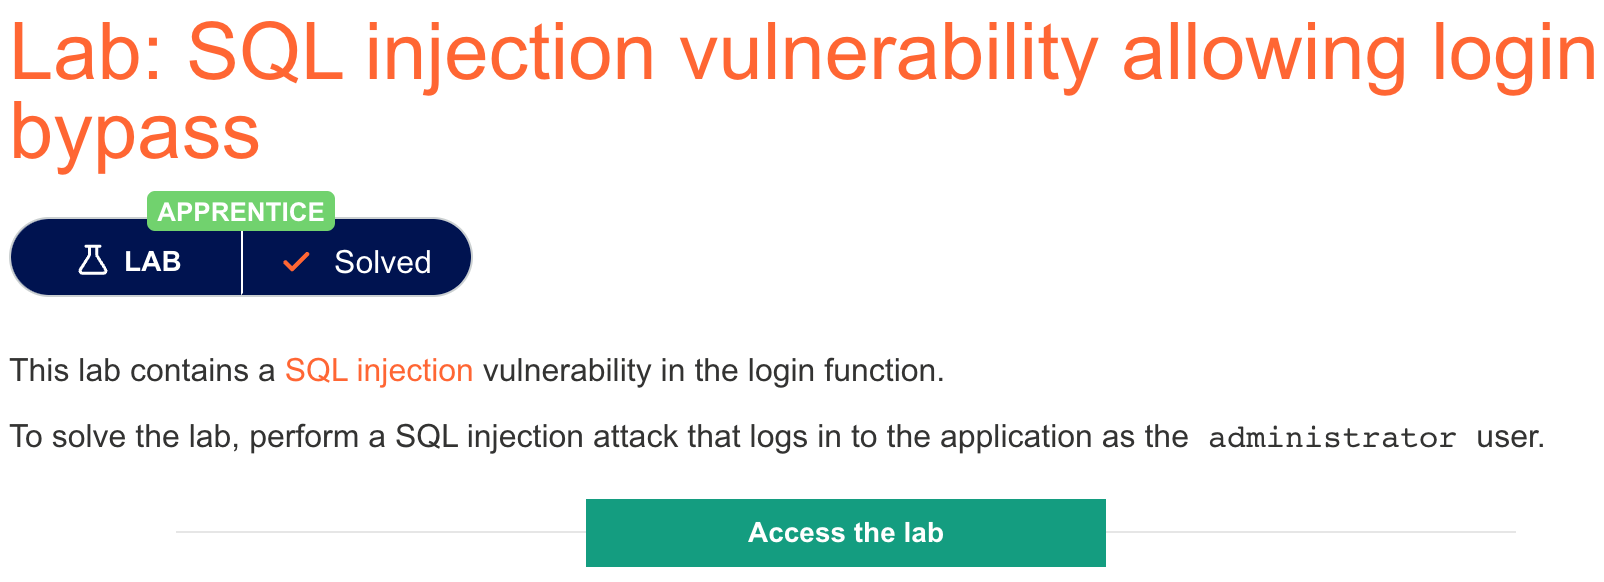 Lab: SQL injection vulnerability allowing login
bypass
APPRENTICE
LAB
Solved
This lab contains a SQL injection vulnerability in the login function.
To solve the lab, perform a SQL injection attack that logs in to the application as the administrator user.
Access the lab